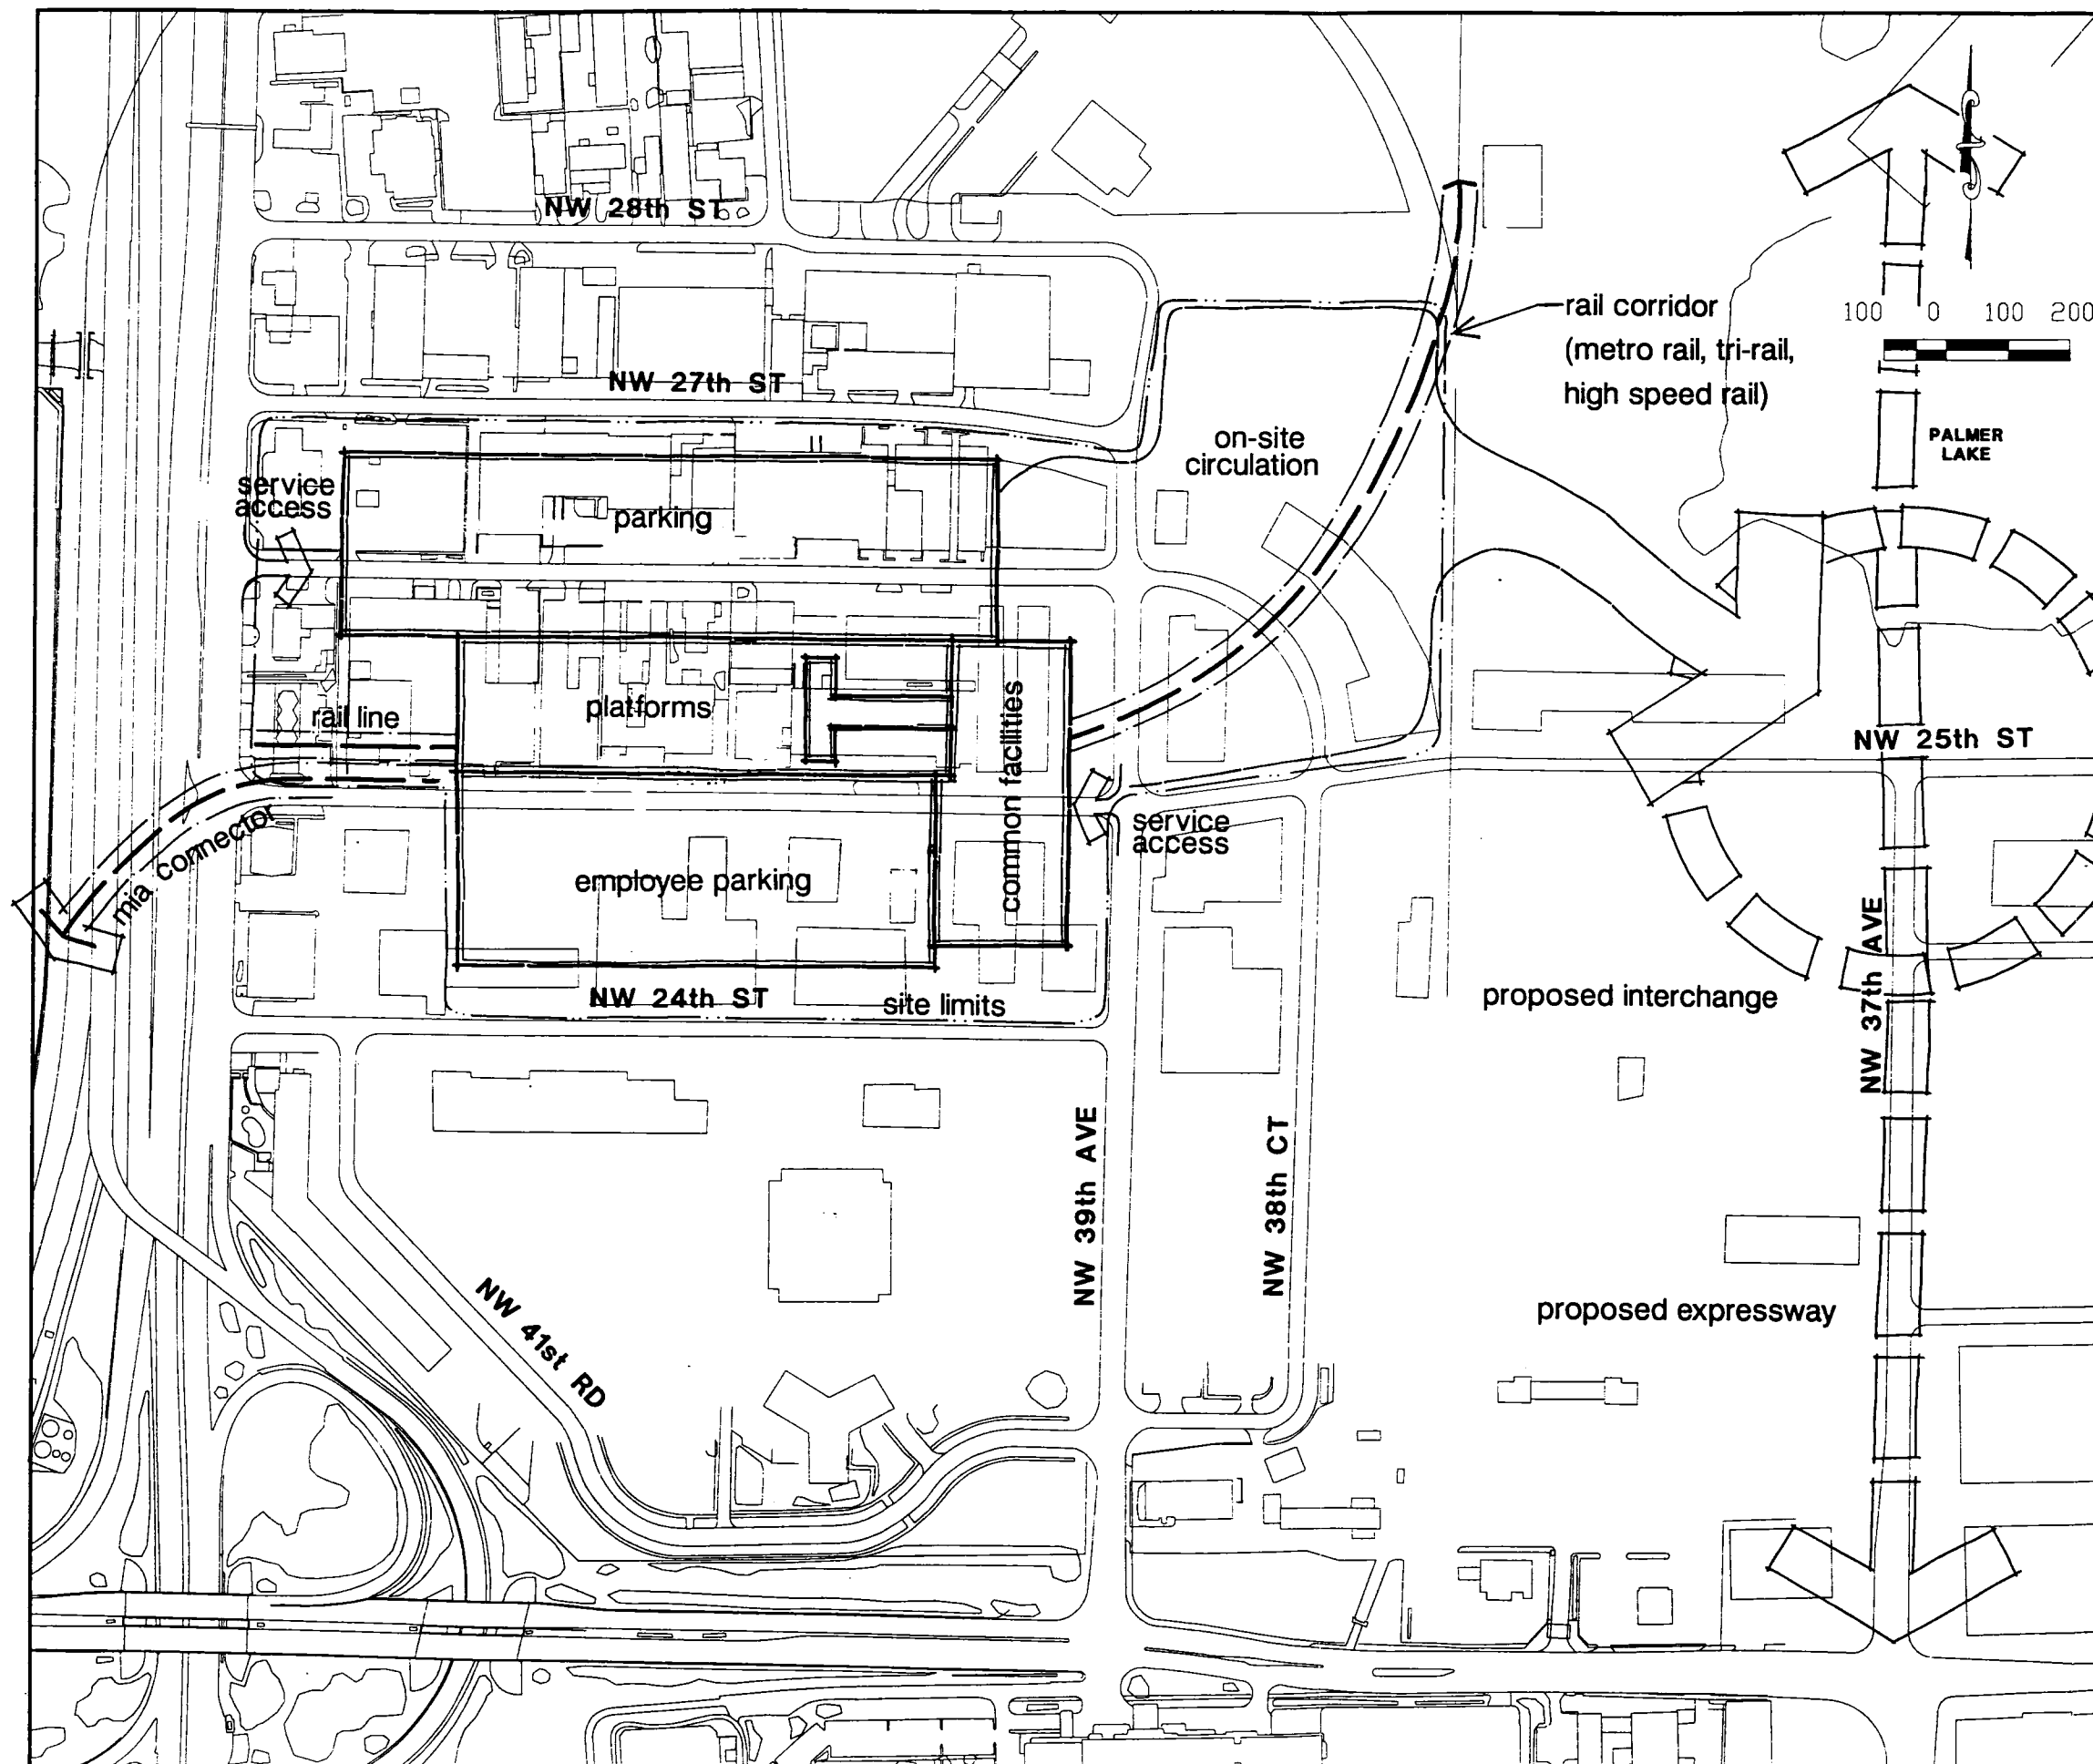 NW 28th ST
rail corridor
(metro rail, tri-rail,
high speed rail)
100 0 100 200
NW 27th ST
PALMER
LAKE
on-site
circulation
service
access
parking
rail line
platforms
common facilities
NW 25th ST
mia connector
service
access
employee parking
NW 24th ST
site limits
proposed interchange
NW 37th AVE
NW 39th AVE
NW 38th CT
NW 41st RD
proposed expressway